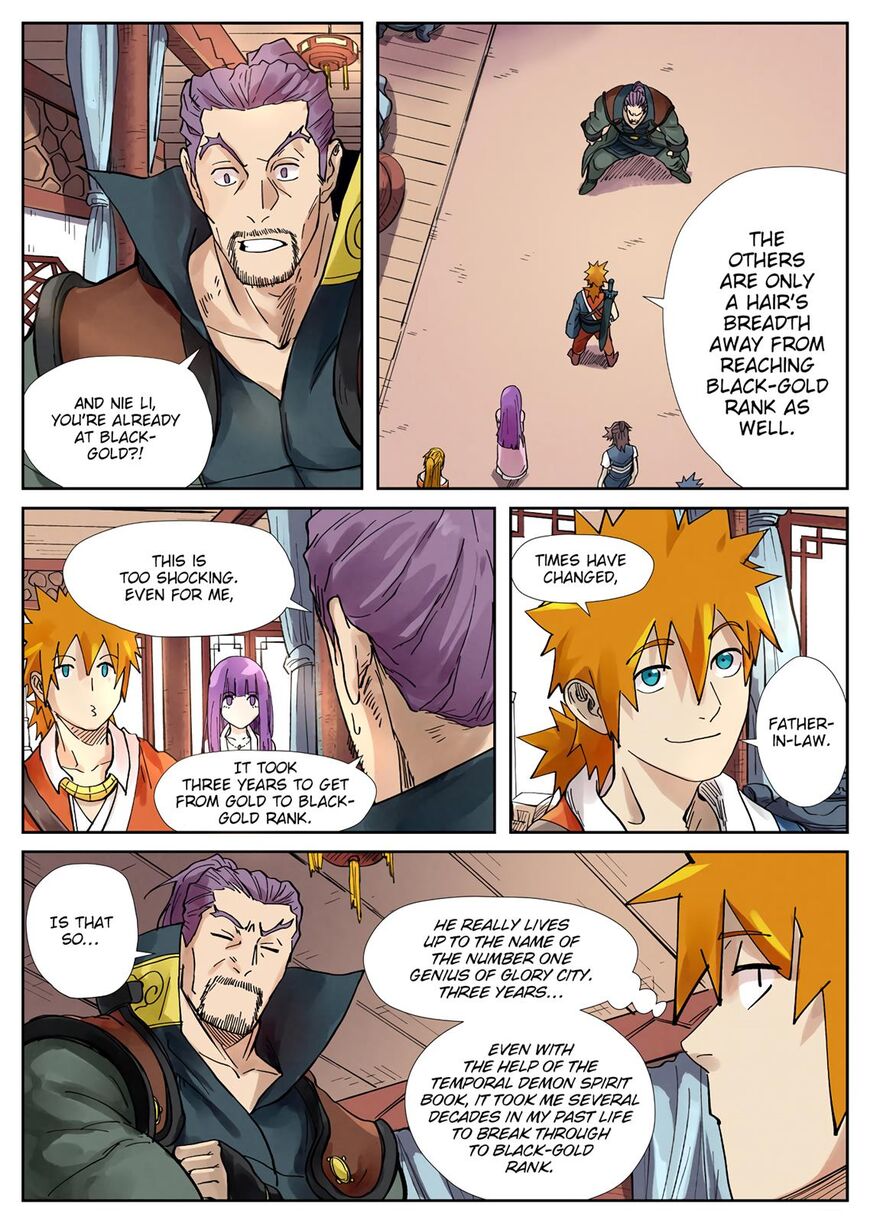 AND NIE LI,
YOU'RE ALREADY
AT BLACK-
GOLD?!
THE
OTHERS
ARE ONLY
A HAIR'S
BREADTH
AWAY FROM
REACHING
BLACK-GOLD
RANK AS
WELL.
THIS IS
TOO SHOCKING.
EVEN FOR ME,
IT TOOK
THREE YEARS TO GET
FROM GOLD TO BLACK-
GOLD RANK.
TIMES HAVE
CHANGED,
FATHER-
IN-LAW.
IS THAT
SO...
HE REALLY LIVES
UP TO THE NAME OF
THE NUMBER ONE
GENIUS OF GLORY CITY.
THREE YEARS...
EVEN WITH
THE HELP OF THE
TEMPORAL DEMON SPIRIT
BOOK, IT TOOK ME SEVERAL
DECADES IN MY PAST LIFE
TO BREAK THROUGH
TO BLACK-GOLD
RANK.